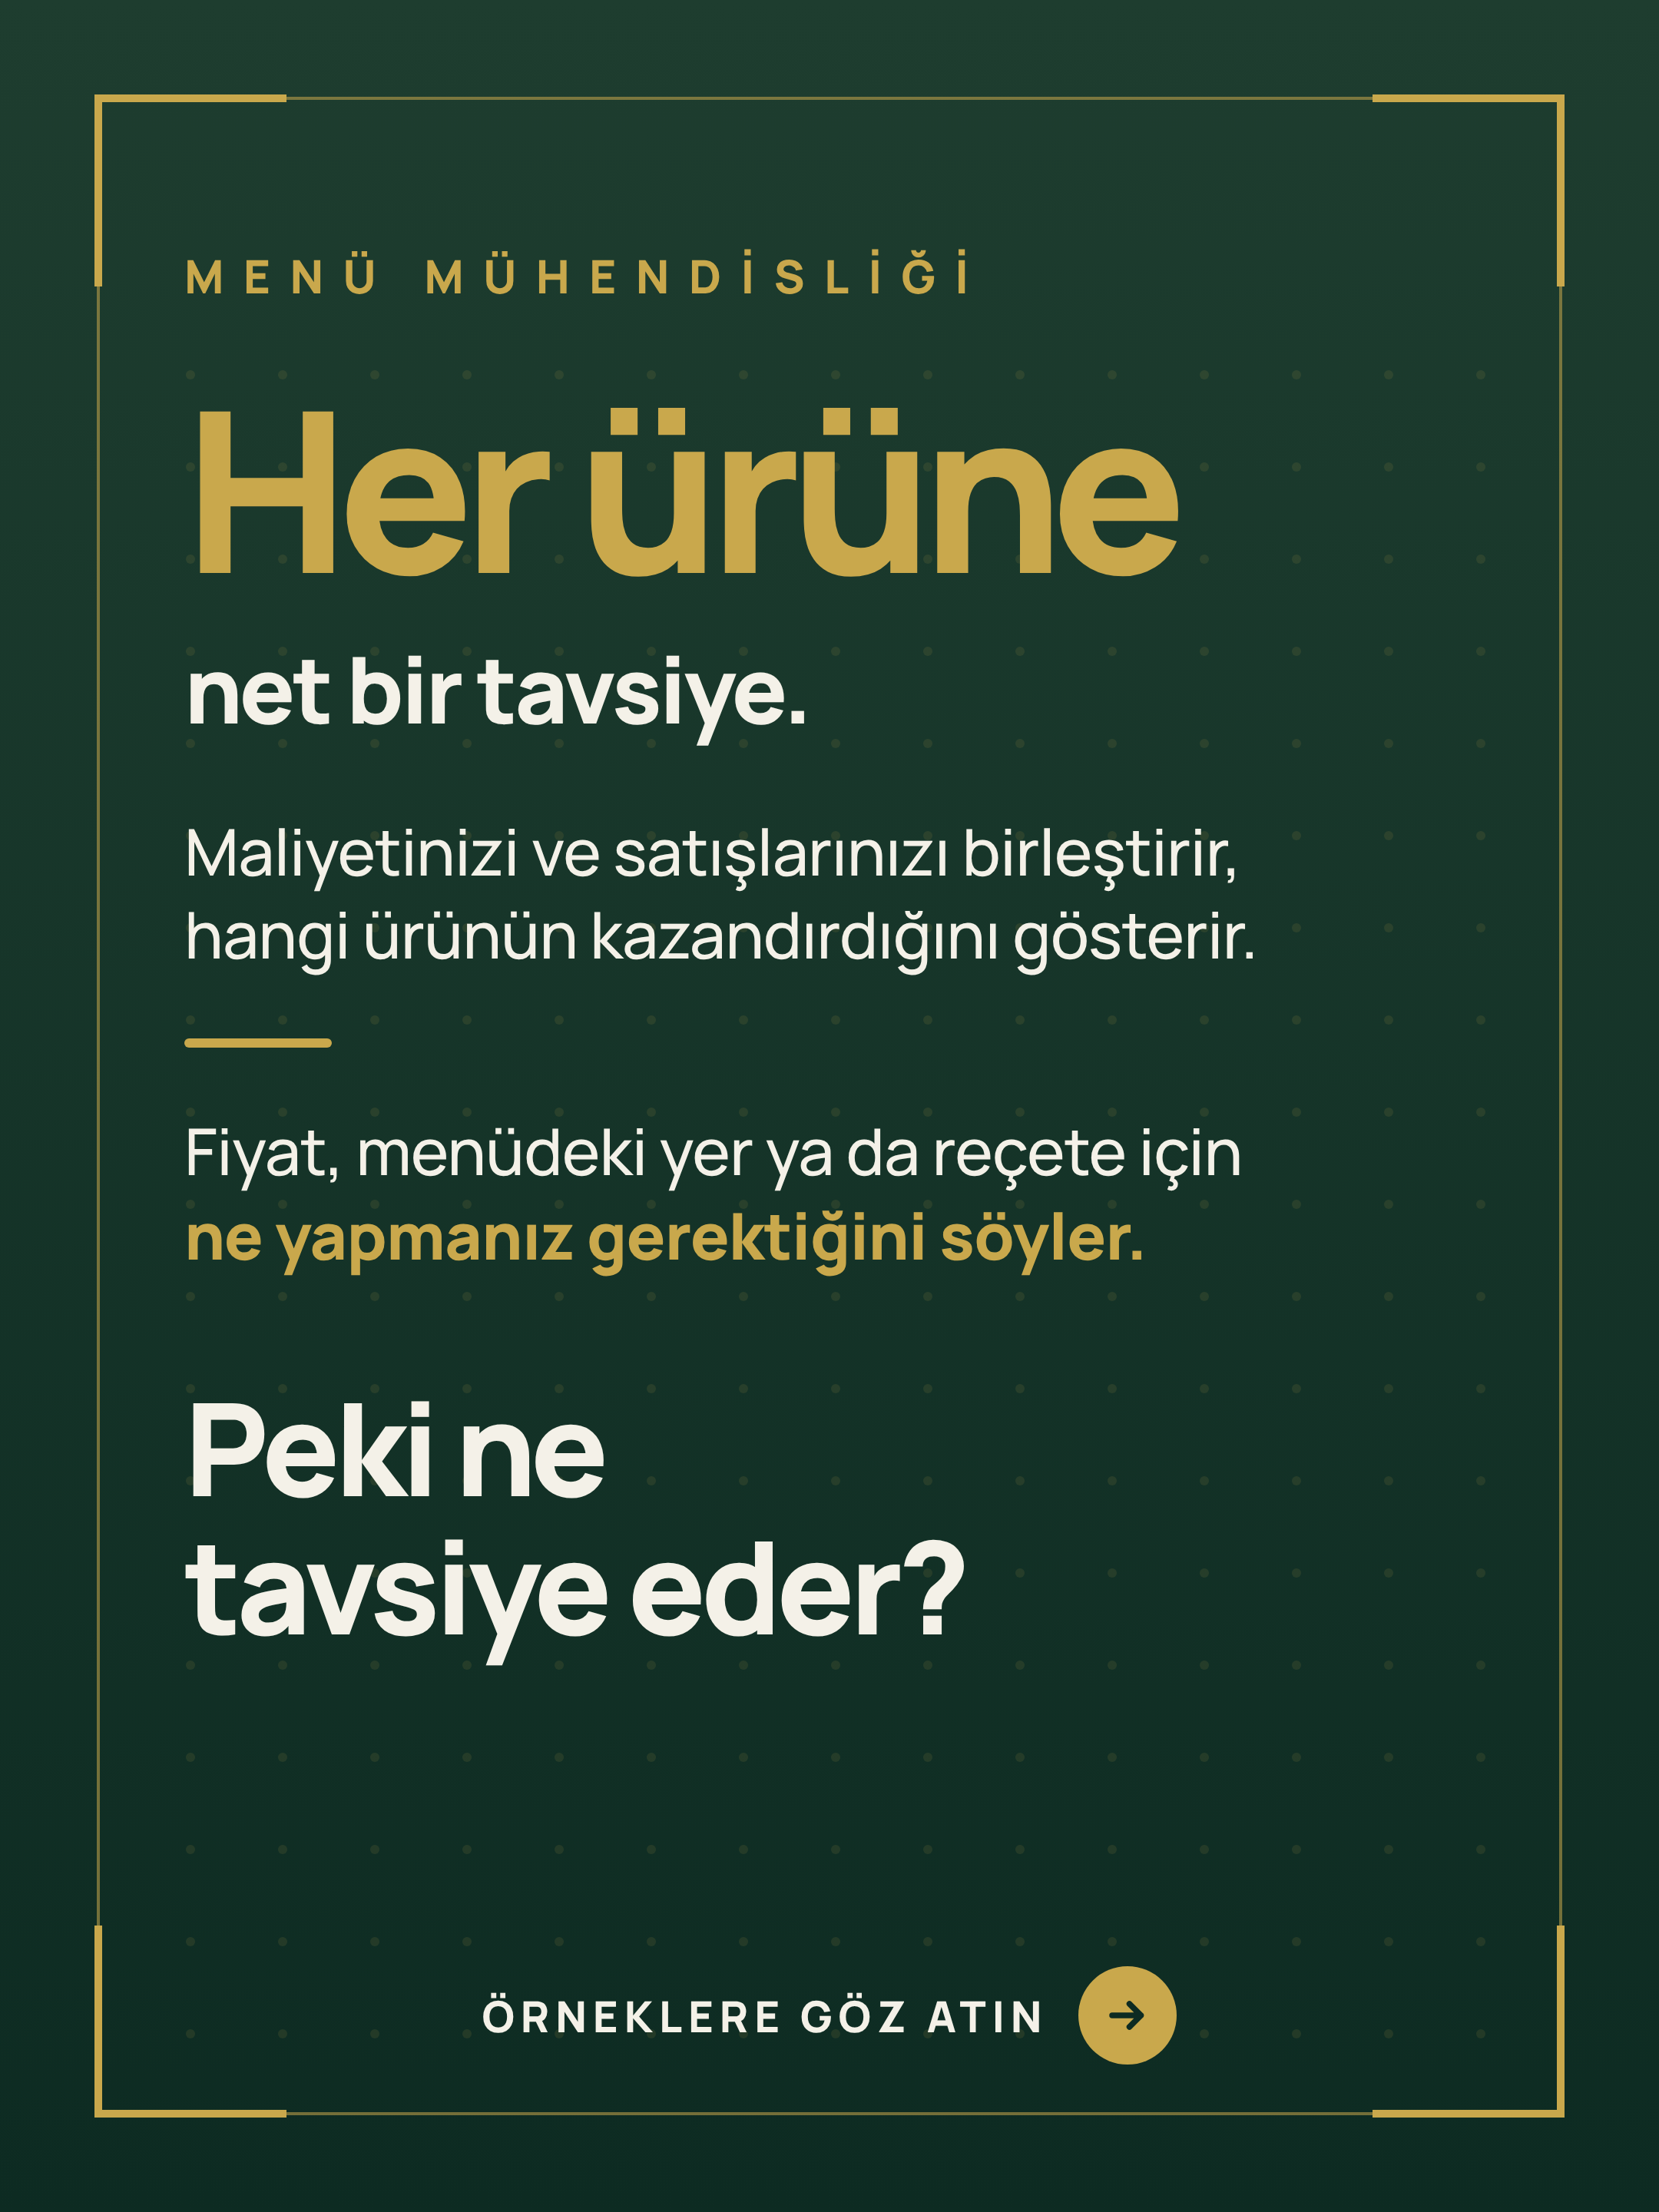 MENÜ MÜHENDİSLİĞİ
Her ürüne
net bir tavsiye.
Maliyetinizi ve satışlarınızı birleştirir,
hangi ürünün kazandırdığını gösterir.
Fiyat, menüdeki yer ya da reçete için
ne yapmanız gerektiğini söyler.
Peki ne
tavsiye eder?
ÖRNEKLERE GÖZ ATIN